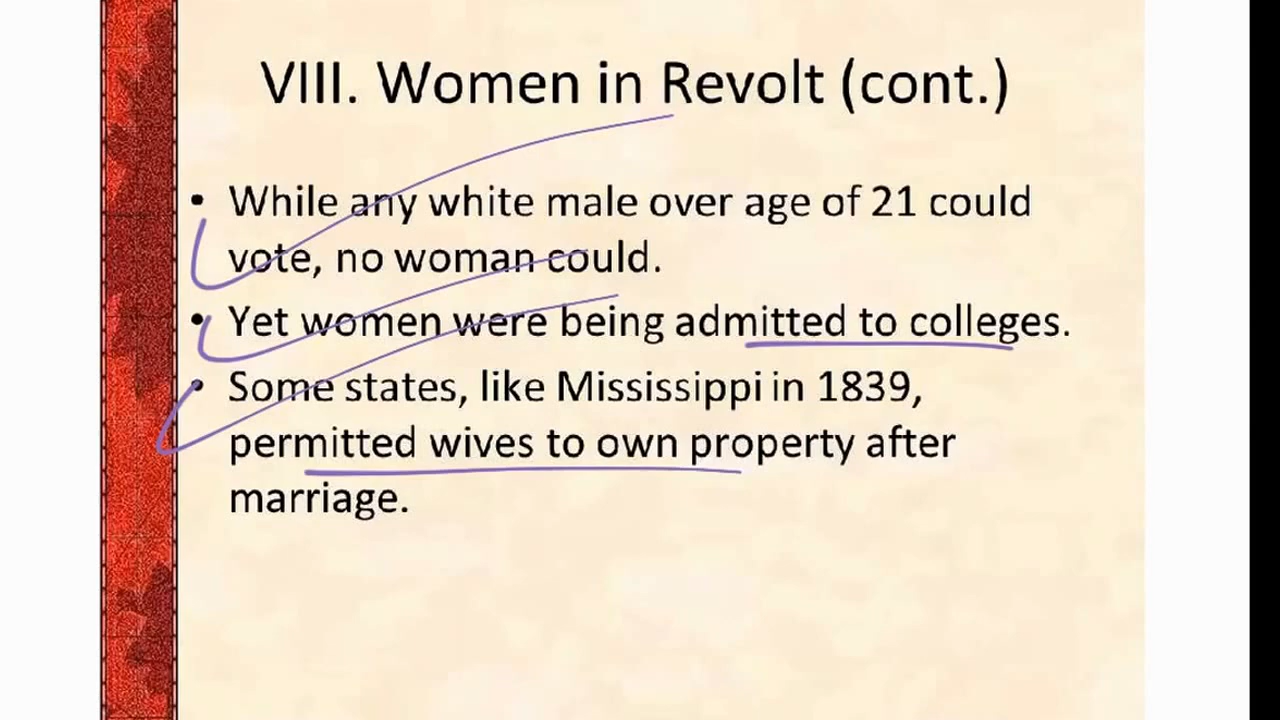 VIII. Women in Revolt (cont.)
• While any white male over age of 21 could
vote, no woman could.
• Yet women were being admitted to colleges.
• Some states, like Mississippi in 1839,
permitted wives to own property after
marriage.